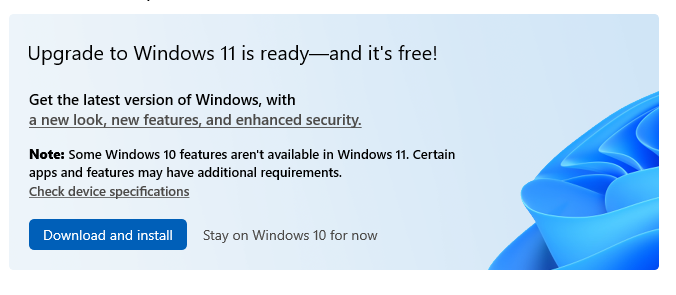 Upgrade to Windows 11 is ready—and it's free!
Get the latest version of Windows, with
a new look, new features, and enhanced security.
Note: Some Windows 10 features aren't available in Windows 11. Certain
apps and features may have additional requirements.
Check device specifications
Download and install Stay on Windows 10 for now